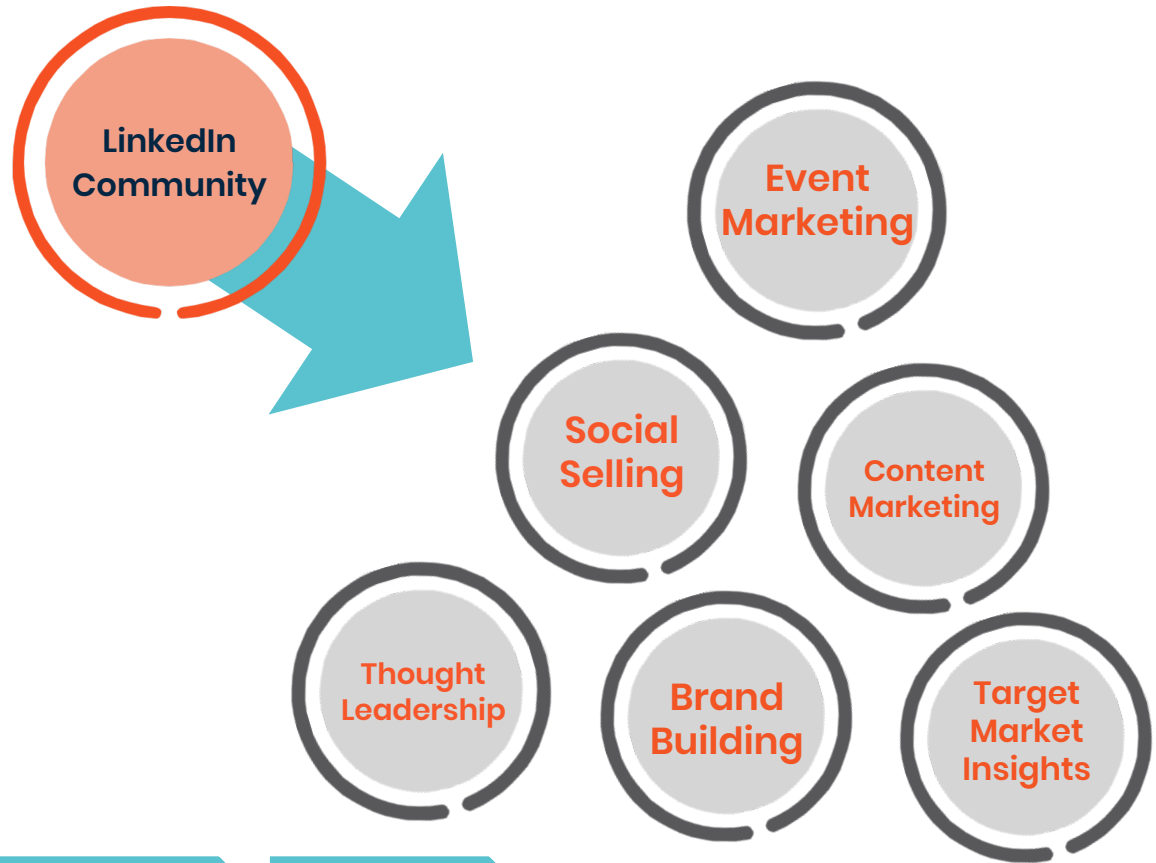 LinkedIn
Community
Event
Marketing
Social
Selling
Content
Marketing
Thought
Leadership
Brand
Building
Target
Market
Insights